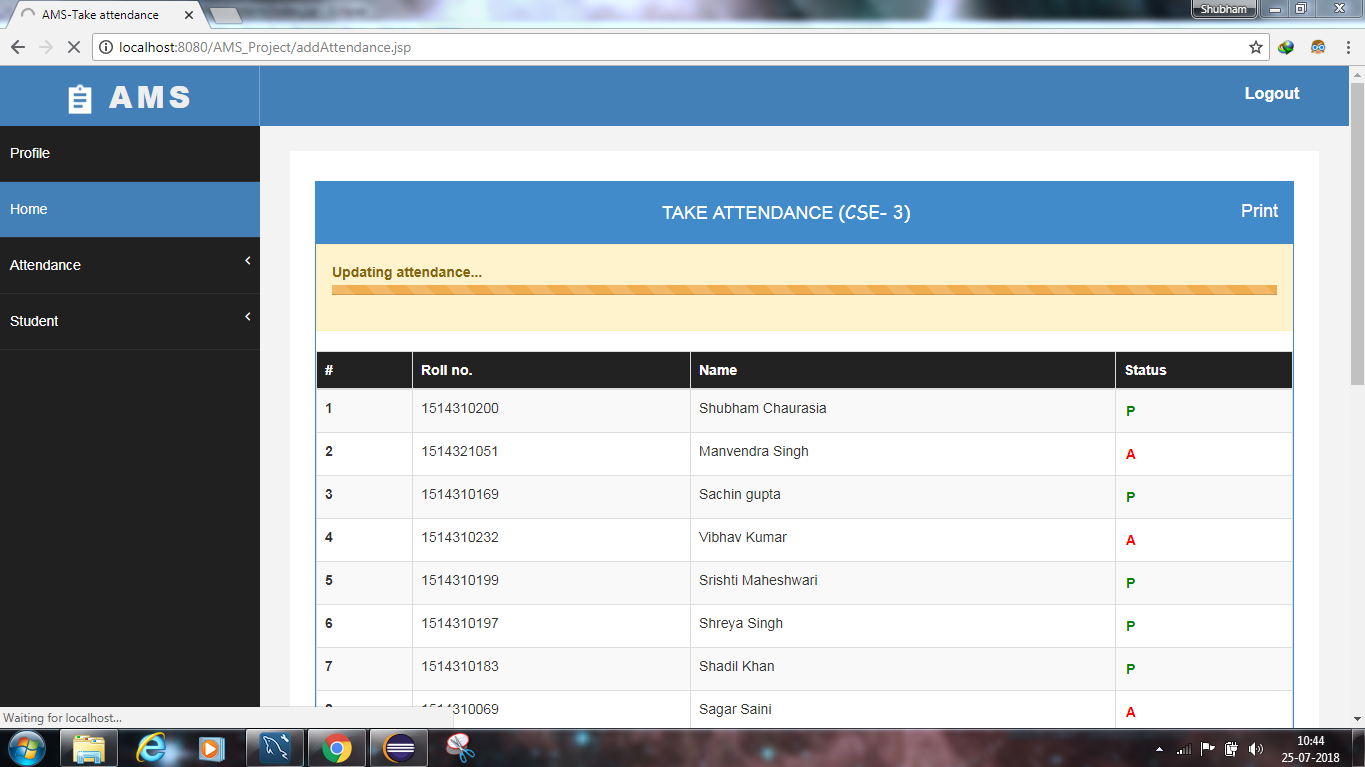 AMS-Take attendance
Shubham
localhost:8080/AMS_Project/addAttendance.jsp
AMS
Logout
Profile
Home
Attendance
Student
TAKE ATTENDANCE (CSE- 3)
Print
Updating attendance...
# Roll no. Name Status
1 1514310200 Shubham Chaurasia P
2 1514321051 Manvendra Singh A
3 1514310169 Sachin gupta P
4 1514310232 Vibhav Kumar A
5 1514310199 Srishti Maheshwari P
6 1514310197 Shreya Singh P
7 1514310183 Shadil Khan P
Sagar Saini A
Waiting for localhost...
10:44
25-07-2018